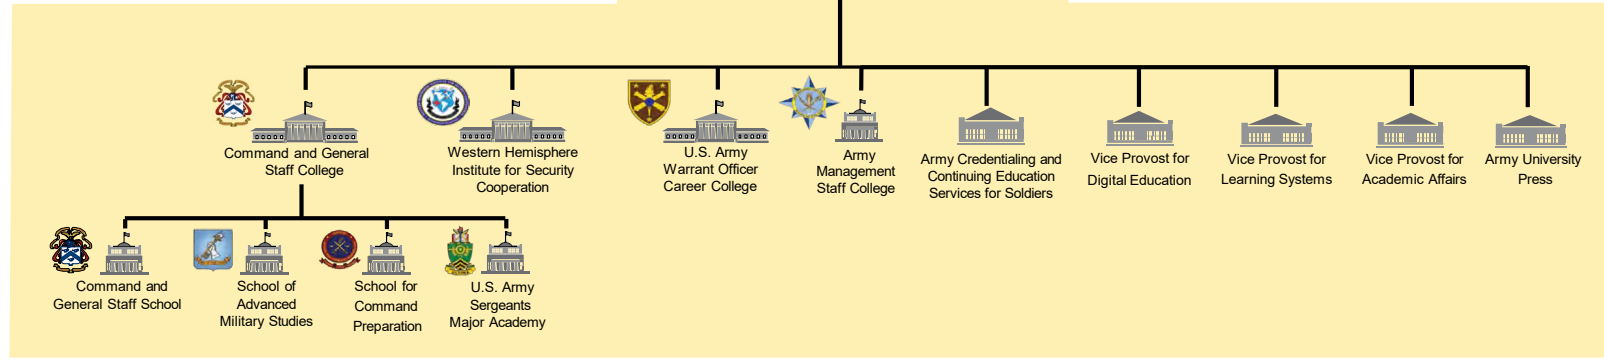 Command and General
Staff College
Western Hemisphere
Institute for Security
Cooperation
U.S. Army
Warrant Officer
Career College
Army
Management
Staff College
Army Credentialing and
Continuing Education
Services for Soldiers
Vice Provost for
Digital Education
Vice Provost for
Learning Systems
Vice Provost for
Academic Affairs
Army University
Press
Command and
General Staff School
School of
Advanced
Military Studies
School for
Command
Preparation
U.S. Army
Sergeants
Major Academy